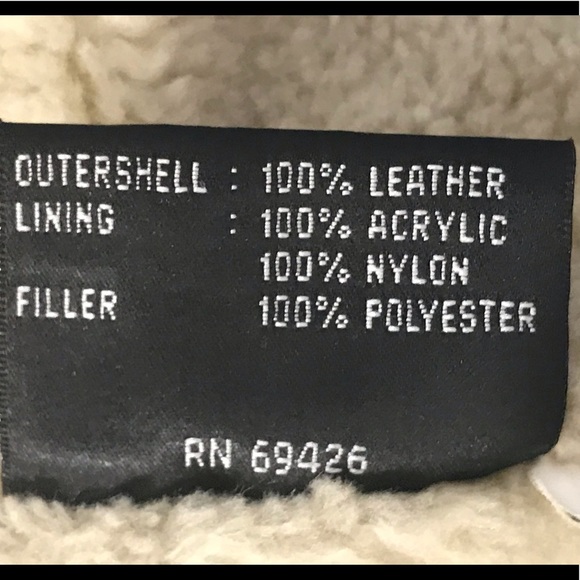 OUTERSHELL : 100% LEATHER
LINING : 100% ACRYLIC
100% NYLON
FILLER 100% POLYESTER
RN 69426